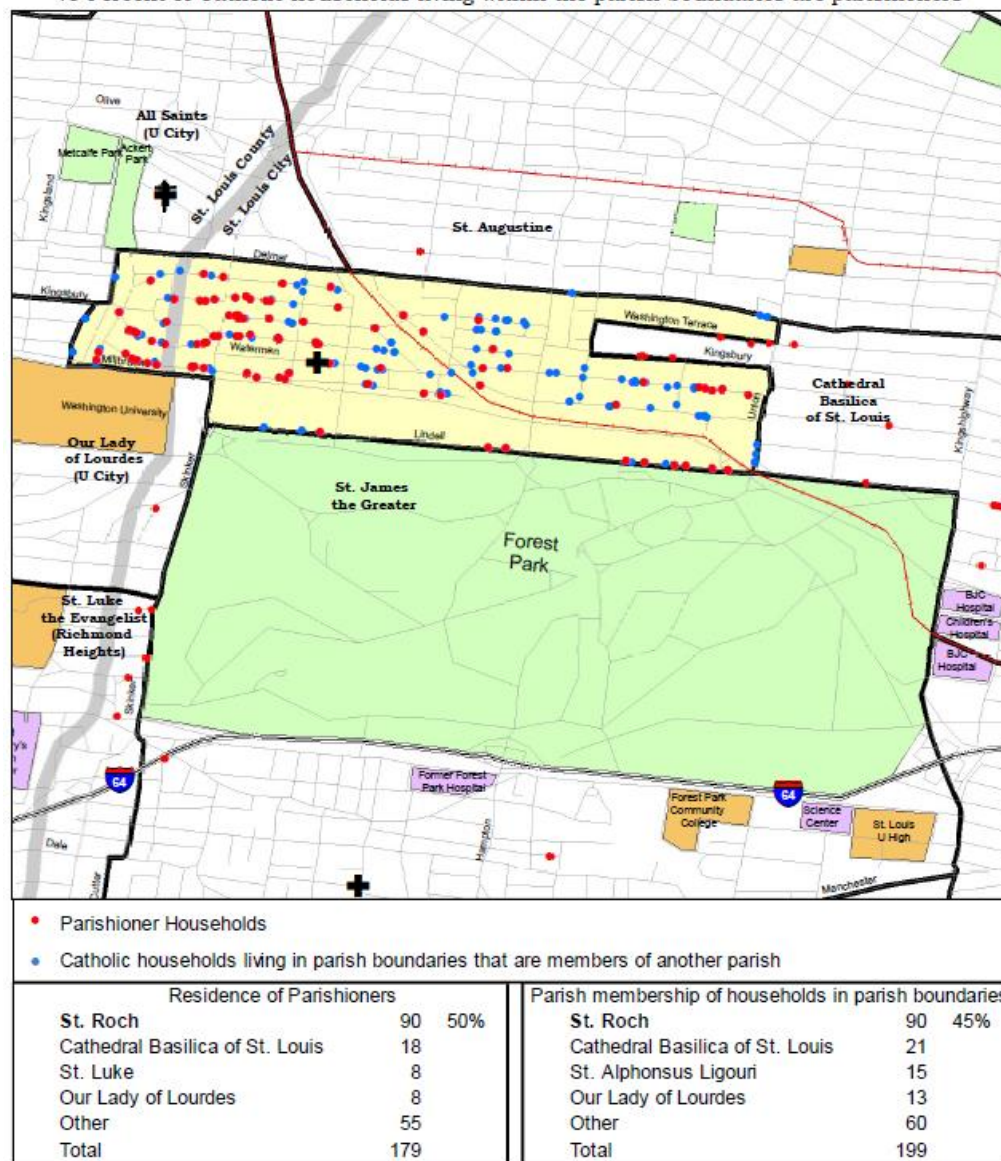 Olive
All Saints
(U City)
Metcalfe Park
Ackert
Park
Kingsland
St. Louis County
St. Louis City
St. Augustine
Delmar
Kingsbury
Washington Terrace
Kingsbury
Waterman
Washington University
Union
Cathedral
Basilica
of St. Louis
Kingshighway
Our Lady
of Lourdes
(U City)
Skinker
Lindell
St. James
the Greater
Forest
Park
St. Luke
the Evangelist
(Richmond
Heights)
BJC
Hospital
Children's
Hospital
BJC
Hospital
Skinker
64
Former Forest
Park Hospital
Forest Park
Community
College
64
Science
Center
St. Louis
U High
Dale
Hampton
Manchester
Parishioner Households
Catholic households living in parish boundaries that are members of another parish
Residence of Parishioners
St. Roch 90 50%
Cathedral Basilica of St. Louis 18
St. Luke 8
Our Lady of Lourdes 8
Other 55
Total 179
Parish membership of households in parish boundaries
St. Roch 90 45%
Cathedral Basilica of St. Louis 21
St. Alphonsus Ligouri 15
Our Lady of Lourdes 13
Other 60
Total 199